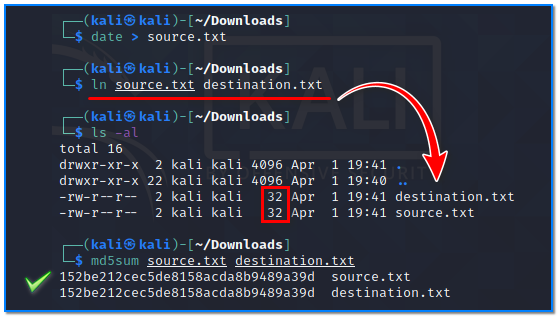 ┌──(kali㉿kali)-[~/Downloads]
└─$ date > source.txt
┌──(kali㉿kali)-[~/Downloads]
└─$ ln source.txt destination.txt
KALI
┌──(kali㉿kali)-[~/Downloads]
└─$ ls -al
total 16
drwxr-xr-x  2 kali kali 4096 Apr  1 19:41 .
drwxr-xr-x 22 kali kali 4096 Apr  1 19:40 ..
-rw-r--r--  2 kali kali   32 Apr  1 19:41 destination.txt
-rw-r--r--  2 kali kali   32 Apr  1 19:41 source.txt
┌──(kali㉿kali)-[~/Downloads]
└─$ md5sum source.txt destination.txt
152be212cec5de8158acda8b9489a39d  source.txt
152be212cec5de8158acda8b9489a39d  destination.txt